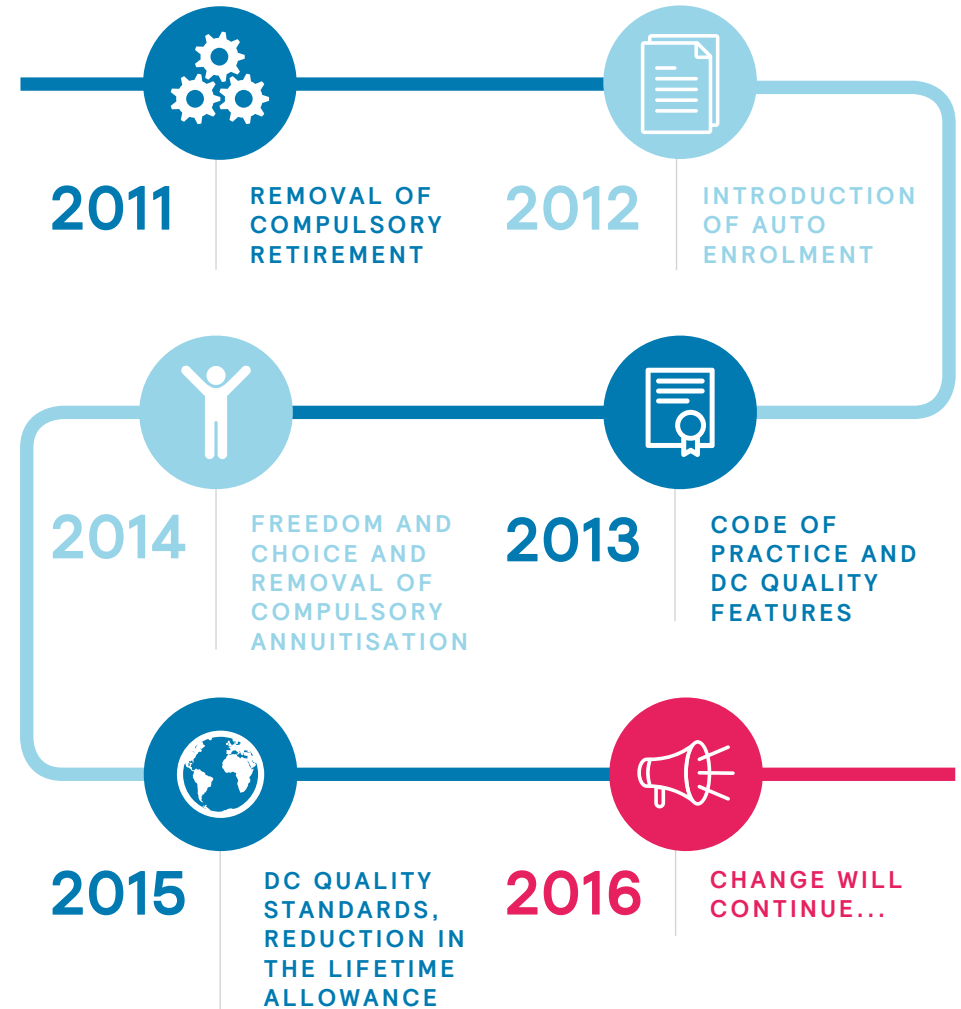 2011
REMOVAL OF
COMPULSORY
RETIREMENT
2012
INTRODUCTION
OF AUTO
ENROLMENT
2013
CODE OF
PRACTICE AND
DC QUALITY
FEATURES
2014
FREEDOM AND
CHOICE AND
REMOVAL OF
COMPULSORY
ANNUITISATION
2015
DC QUALITY
STANDARDS,
REDUCTION IN
THE LIFETIME
ALLOWANCE
2016
CHANGE WILL
CONTINUE...